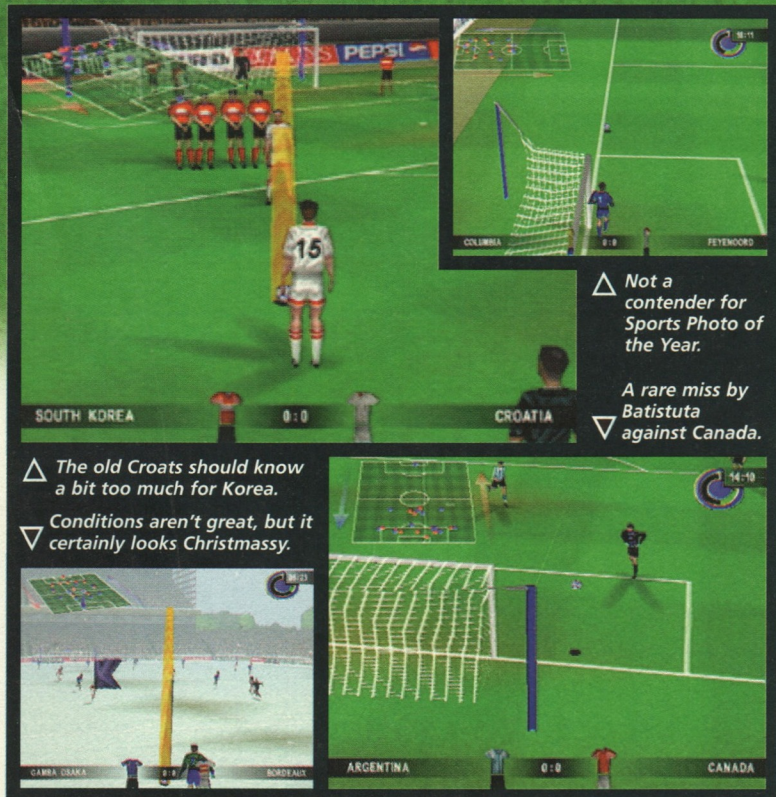 PEPSI
15
SOUTH KOREA 0:0 CROATIA
COLUMBIA 0:0 FEYENOORD
Not a
contender for
Sports Photo of
the Year.
A rare miss by
Batistuta
against Canada.
The old Croats should know
a bit too much for Korea.
Conditions aren't great, but it
certainly looks Christmassy.
14:10
GAMBA OSAKA 0:0 BORDEAUX
ARGENTINA 0:0 CANADA